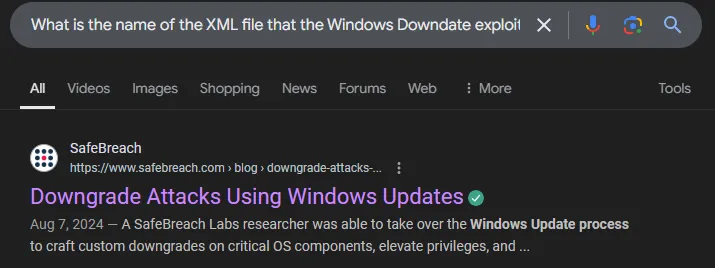 What is the name of the XML file that the Windows Downdate exploit
All Videos Images Shopping News Forums Web More Tools
SafeBreach
https://www.safebreach.com › blog › downgrade-attacks-...
Downgrade Attacks Using Windows Updates
Aug 7, 2024 — A SafeBreach Labs researcher was able to take over the Windows Update process
to craft custom downgrades on critical OS components, elevate privileges, and ...